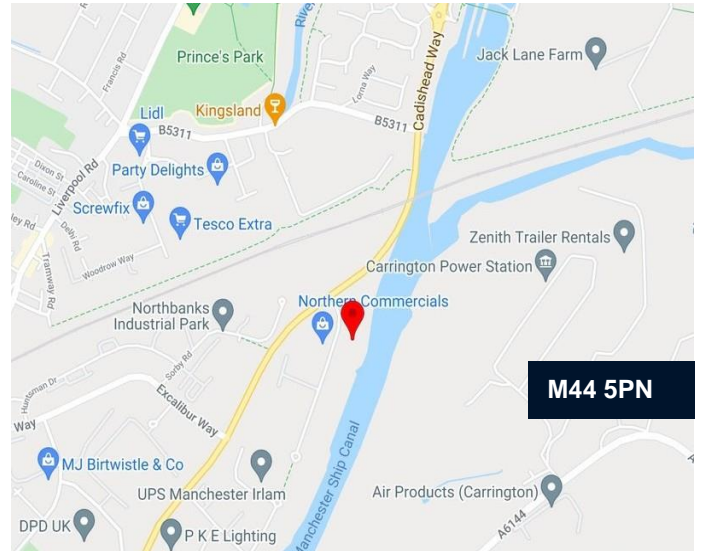 Prince's Park
Jack Lane Farm
Francis Rd
Lorna Way
Cadishead Way
Lidl
Kingsland
B5311
B5311
Party Delights
Liverpool Rd
Dixon St
Caroline St
Screwfix
Tesco Extra
Delhi Rd
ley Rd
Tramway Rd
Woodrow Way
Zenith Trailer Rentals
Carrington Power Station
Northern Commercials
Northbanks
Industrial Park
Sorby Rd
Huntsman Dr
Excalibur Way
M44 5PN
Way
MJ Birtwistle & Co
UPS Manchester Irlam
Manchester Ship Canal
Air Products (Carrington)
DPD UK
P K E Lighting
A6144